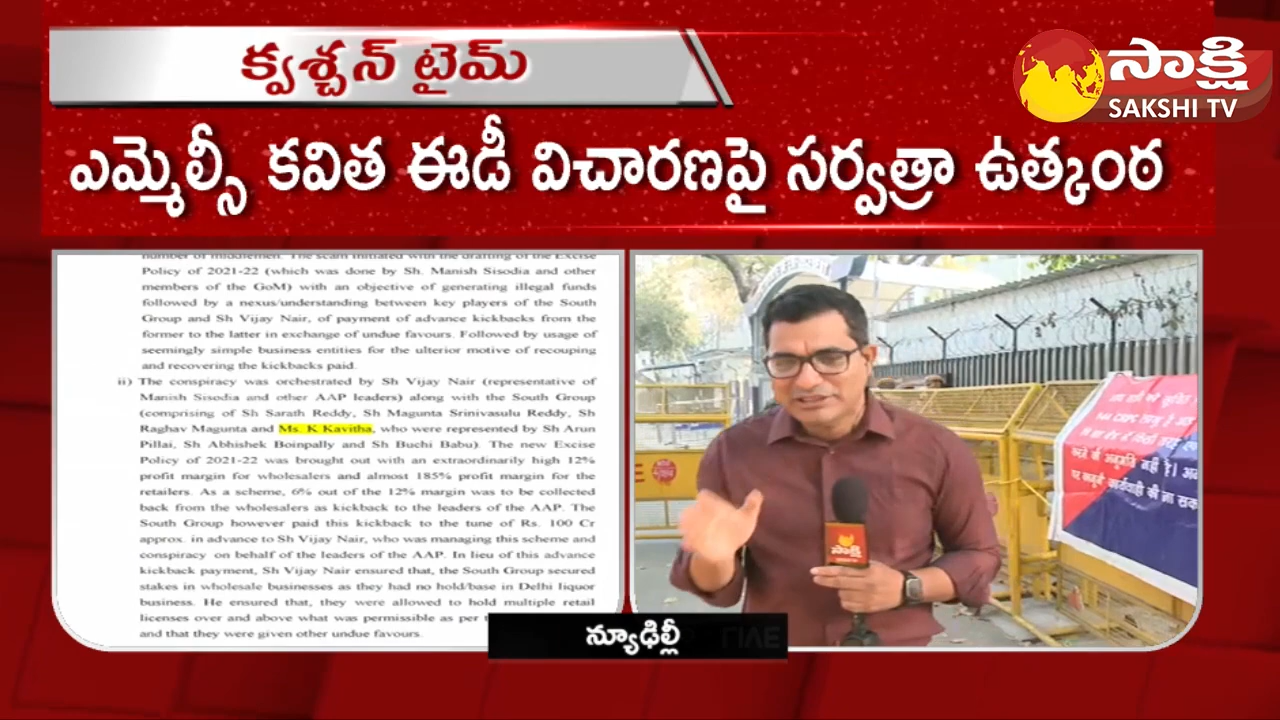 క్వశ్చన్ టైమ్
సాక్షి
SAKSHI TV
ఎమ్మెల్సీ కవిత ఈడీ విచారణపై సర్వత్రా ఉత్కంఠ
number of middlemen. The scam initiated with the drafting of the Excise
Policy of 2021-22 (which was done by Sh. Manish Sisodia and other
members of the GoM) with an objective of generating illegal funds
followed by a nexus/understanding between key players of the South
Group and Sh Vijay Nair, of payment of advance kickbacks from the
former to the latter in exchange of undue favours. Followed by usage of
seemingly simple business entities for the ulterior motive of recouping
and recovering the kickbacks paid.
ii) The conspiracy was orchestrated by Sh Vijay Nair (representative of
Manish Sisodia and other AAP leaders) along with the South Group
(comprising of Sh Sarath Reddy, Sh Magunta Srinivasulu Reddy, Sh
Raghav Magunta and Ms. K Kavitha, who were represented by Sh Arun
Pillai, Sh Abhishek Boinpally and Sh Buchi Babu). The new Excise
Policy of 2021-22 was brought out with an extraordinarily high 12%
profit margin for wholesalers and almost 185% profit margin for the
retailers. As a scheme, 6% out of the 12% margin was to be collected
back from the wholesalers as kickback to the leaders of the AAP. The
South Group however paid this kickback to the tune of Rs. 100 Cr
approx. in advance to Sh Vijay Nair, who was managing this scheme and
conspiracy on behalf of the leaders of the AAP. In lieu of this advance
kickback payment, Sh Vijay Nair ensured that, the South Group secured
stakes in wholesale businesses as they had no hold/base in Delhi liquor
business. He ensured that, they were allowed to hold multiple retail
licenses over and above what was permissible as per
and that they were given other undue favours.
సాక్షి
పर कानूनी कार्यवाही की जा सक
న్యూఢిల్లీ
LIVE